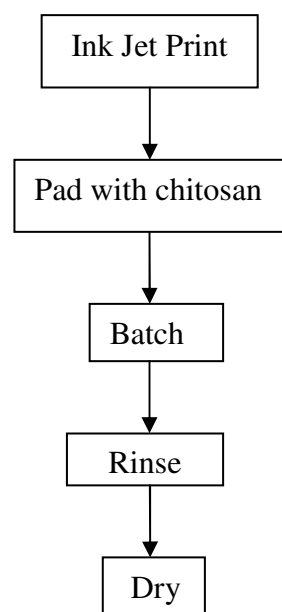 Ink Jet Print
Pad with chitosan
Batch
Rinse
Dry